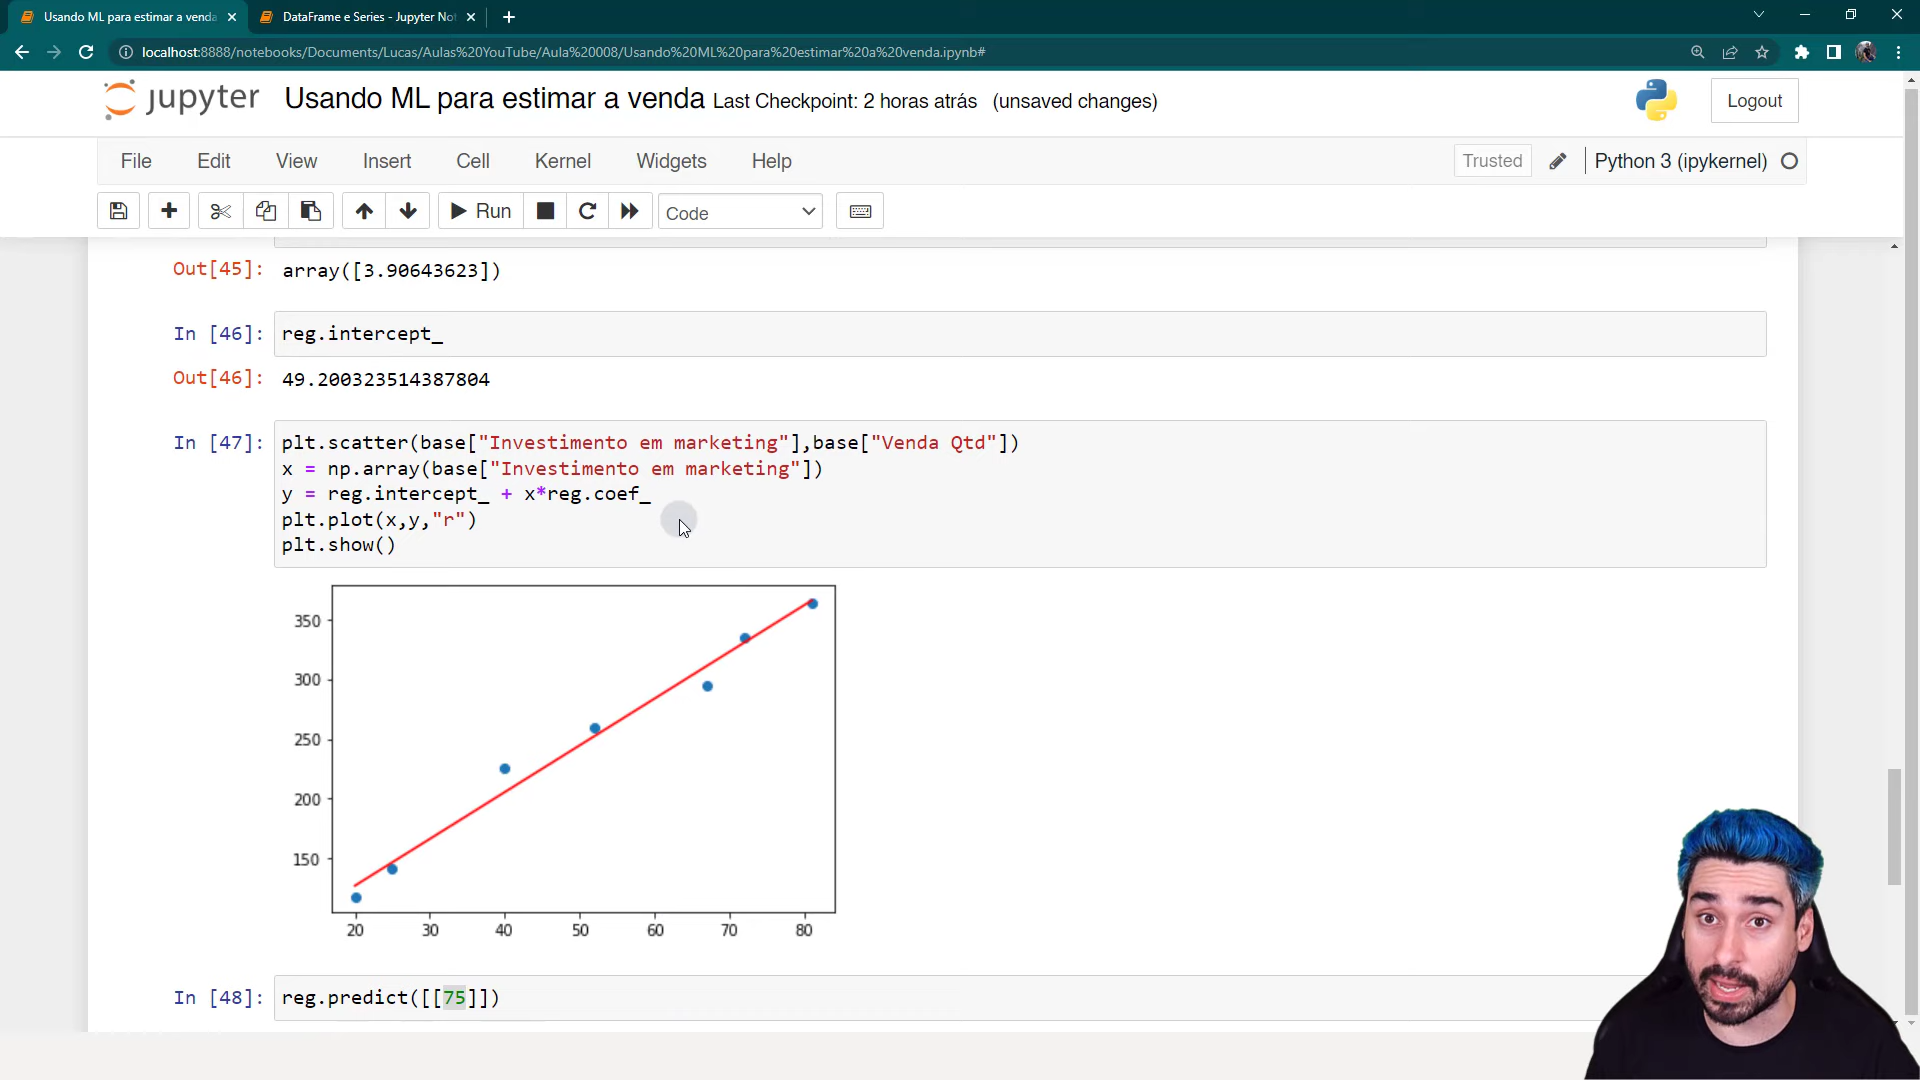 Usando ML para estimar a venda
DataFrame e Series - Jupyter Not
localhost:8888/notebooks/Documents/Lucas/Aulas%20YouTube/Aula%20008/Usando%20ML%20para%20estimar%20a%20venda.ipynb#
jupyter Usando ML para estimar a venda Last Checkpoint: 2 horas atrás (unsaved changes)
Logout
File Edit View Insert Cell Kernel Widgets Help
Trusted Python 3 (ipykernel)
Run Code
Out[45]: array([3.90643623])
In [46]: reg.intercept_
Out[46]: 49.200323514387804
In [47]: plt.scatter(base["Investimento em marketing"],base["Venda Qtd"])
x = np.array(base["Investimento em marketing"])
y = reg.intercept_ + x*reg.coef_
plt.plot(x,y,"r")
plt.show()
350
300
250
200
150
20 30 40 50 60 70 80
In [48]: reg.predict([[75]])